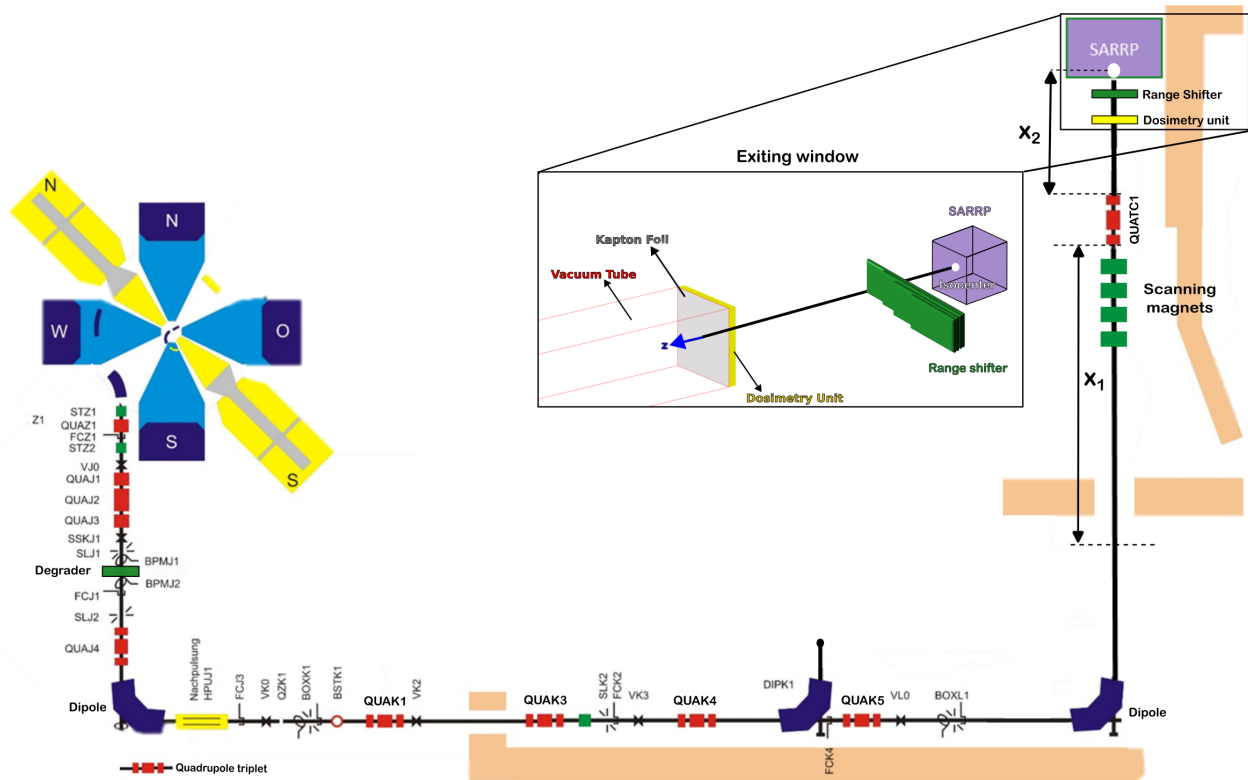 SARRP
Range Shifter
Dosimetry unit
X2
QUATC1
Scanning
magnets
X1
Exiting window
SARRP
Kapton Foil
Vacuum Tube
Isocenter
z
Range shifter
Dosimetry Unit
N
N
W
O
S
S
STZ1
Z1
QUAZ1
FCZ1
STZ2
VJ0
QUAJ1
QUAJ2
QUAJ3
SSKJ1
SLJ1
BPMJ1
Degrader
BPMJ2
FCJ1
SLJ2
QUAJ4
Dipole
Nachpulsung
HPUJ1
FCJ3
VK0
QZK1
BOXK1
BSTK1
QUAK1
VK2
QUAK3
SLK2
FCK2
VK3
QUAK4
DIPK1
QUAK5
VL0
BOXL1
Dipole
FCK4
Quadrupole triplet